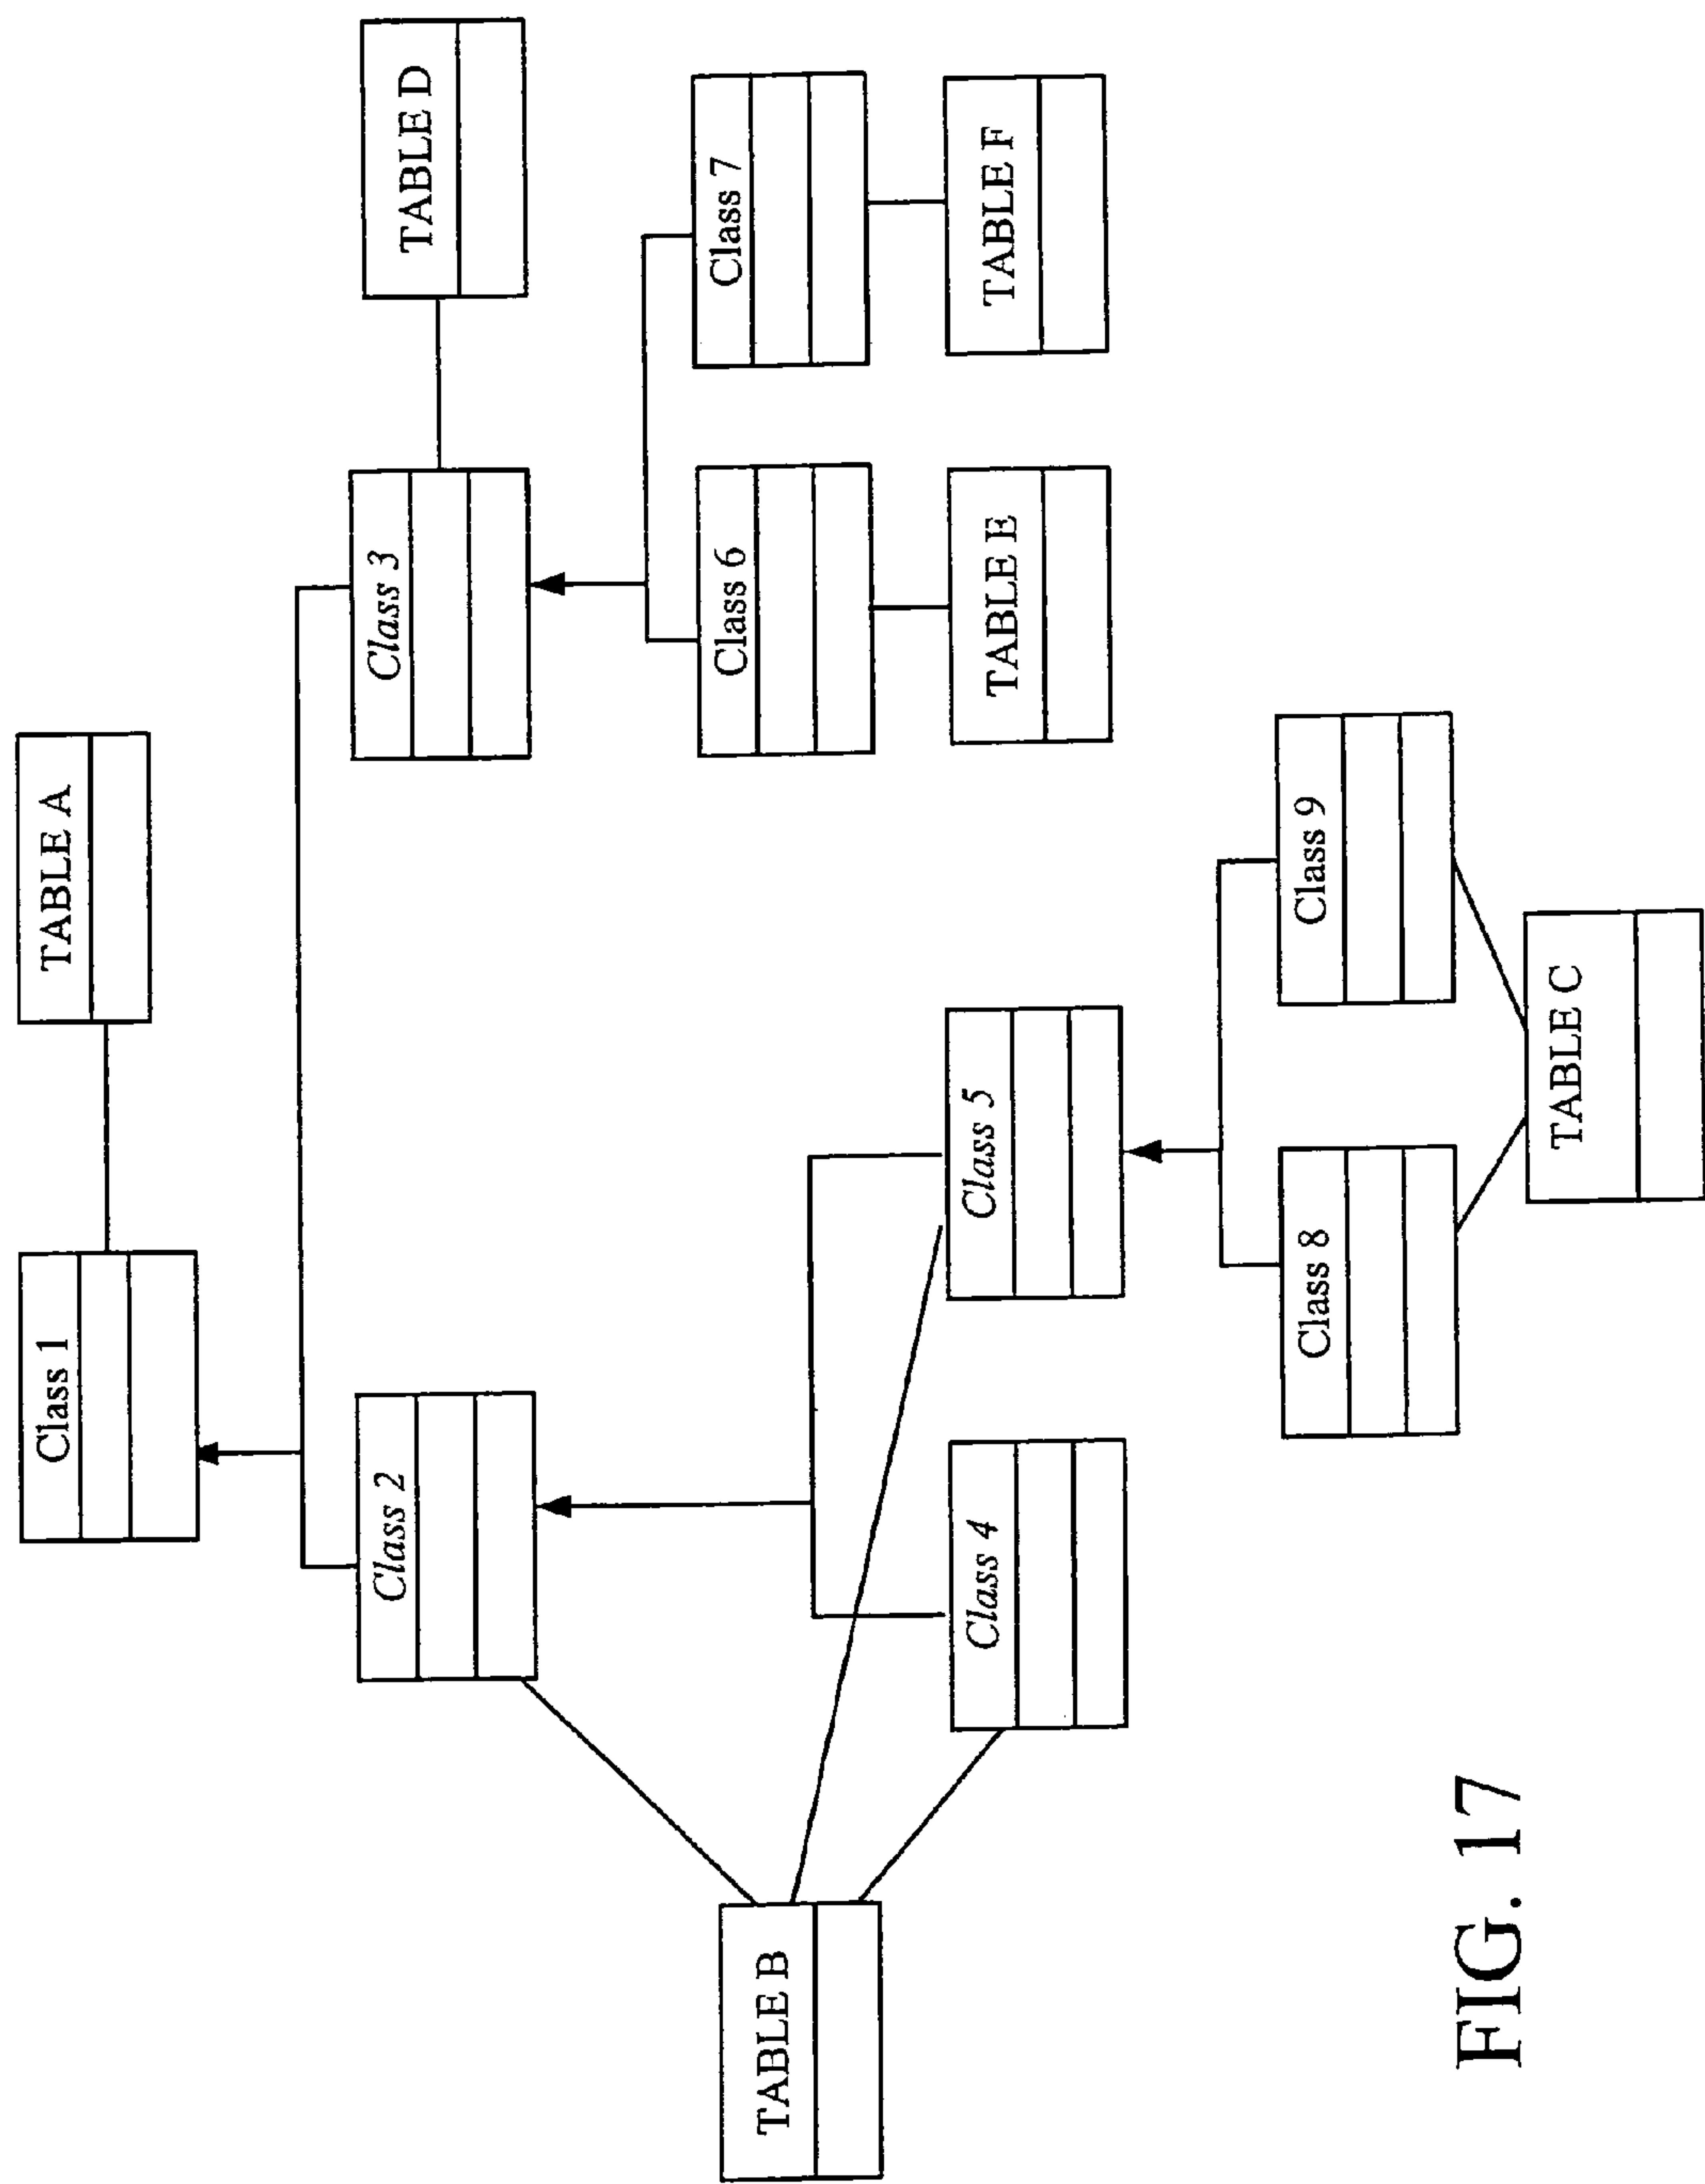 Class 1
TABLE A
Class 2
Class 3
TABLE D
TABLE B
Class 6
Class 7
Class 4
Class 5
TABLE E
TABLE F
Class 8
Class 9
TABLE C
FIG. 17